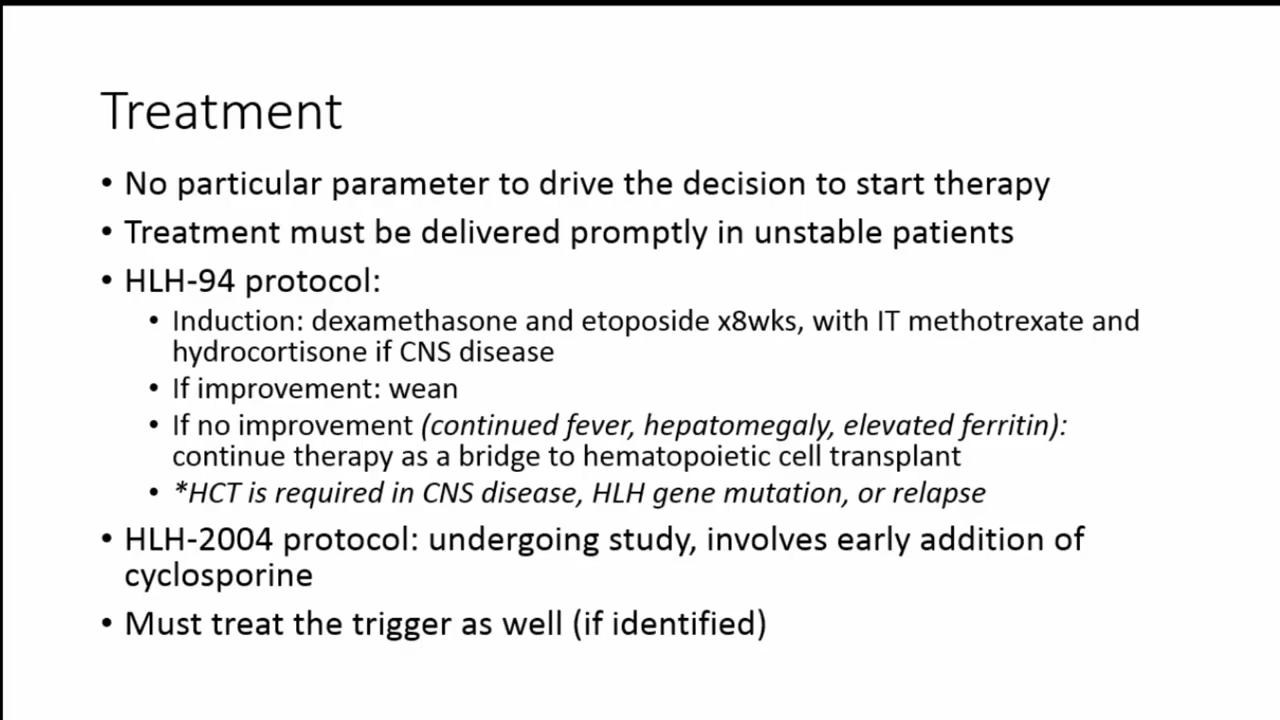 Treatment
• No particular parameter to drive the decision to start therapy
• Treatment must be delivered promptly in unstable patients
• HLH-94 protocol:
• Induction: dexamethasone and etoposide x8wks, with IT methotrexate and
hydrocortisone if CNS disease
• If improvement: wean
• If no improvement (continued fever, hepatomegaly, elevated ferritin):
continue therapy as a bridge to hematopoietic cell transplant
• *HCT is required in CNS disease, HLH gene mutation, or relapse
• HLH-2004 protocol: undergoing study, involves early addition of
cyclosporine
• Must treat the trigger as well (if identified)